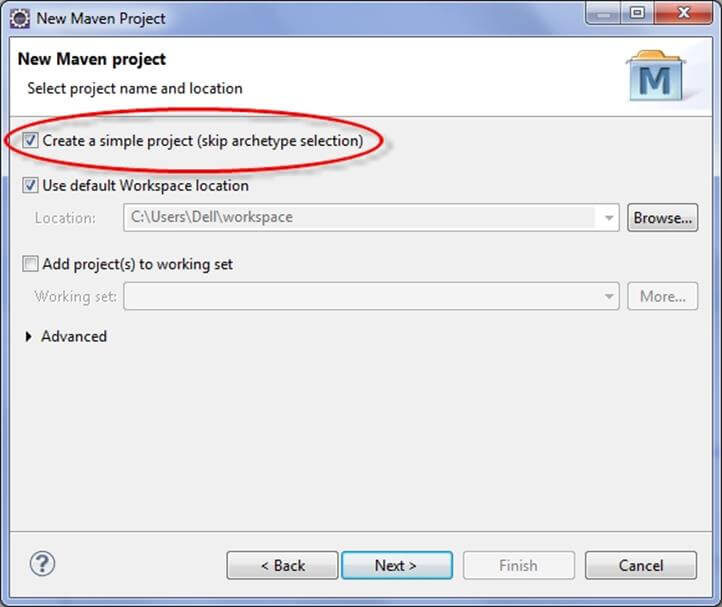 New Maven Project
New Maven project
Select project name and location
M
Create a simple project (skip archetype selection)
Use default Workspace location
Location: C:\Users\Dell\workspace Browse...
Add project(s) to working set
Working set: More...
Advanced
? < Back Next > Finish Cancel